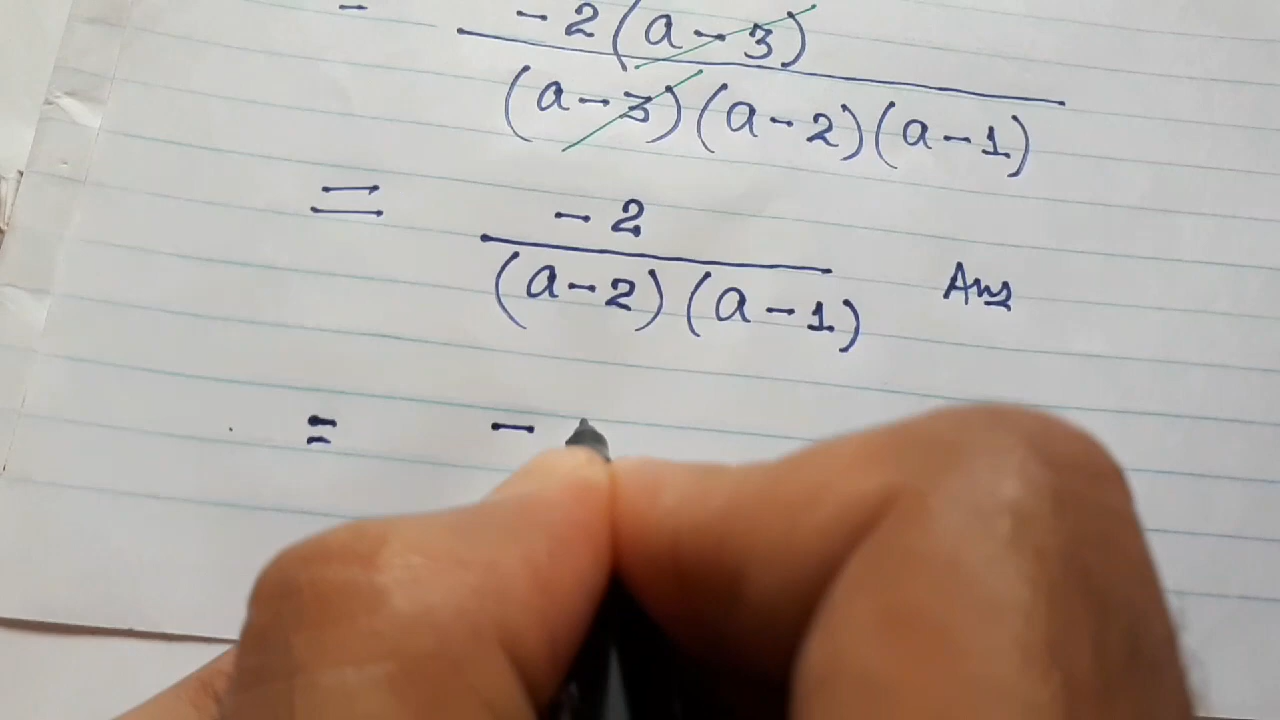 = -2(a-3)
(a-3)(a-2)(a-1)
= -2
(a-2)(a-1) Ans
= -